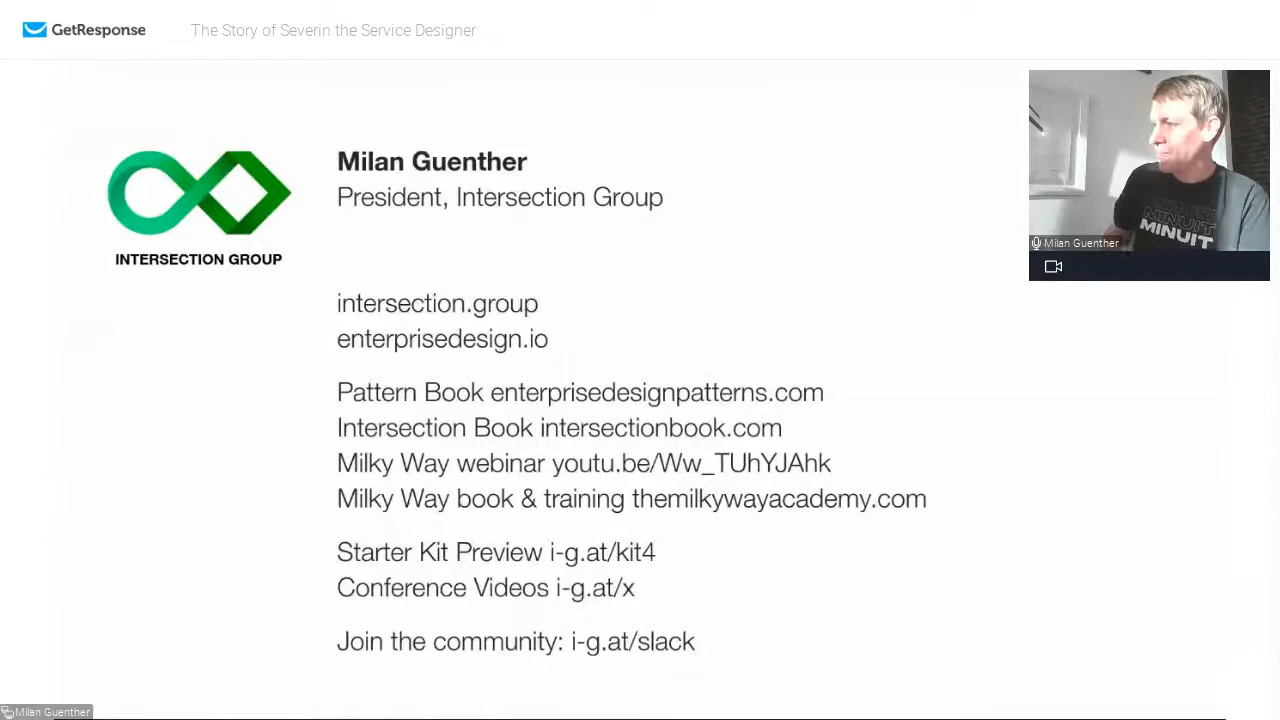 GetResponse The Story of Severin the Service Designer
Milan Guenther
President, Intersection Group
INTERSECTION GROUP
intersection.group
enterprisedesign.io
Pattern Book enterprisedesignpatterns.com
Intersection Book intersectionbook.com
Milky Way webinar youtu.be/Ww_TUhYJAhk
Milky Way book & training themilkywayacademy.com
Starter Kit Preview i-g.at/kit4
Conference Videos i-g.at/x
Join the community: i-g.at/slack
MINUIT
MINUIT
Milan Guenther
Milan Guenther